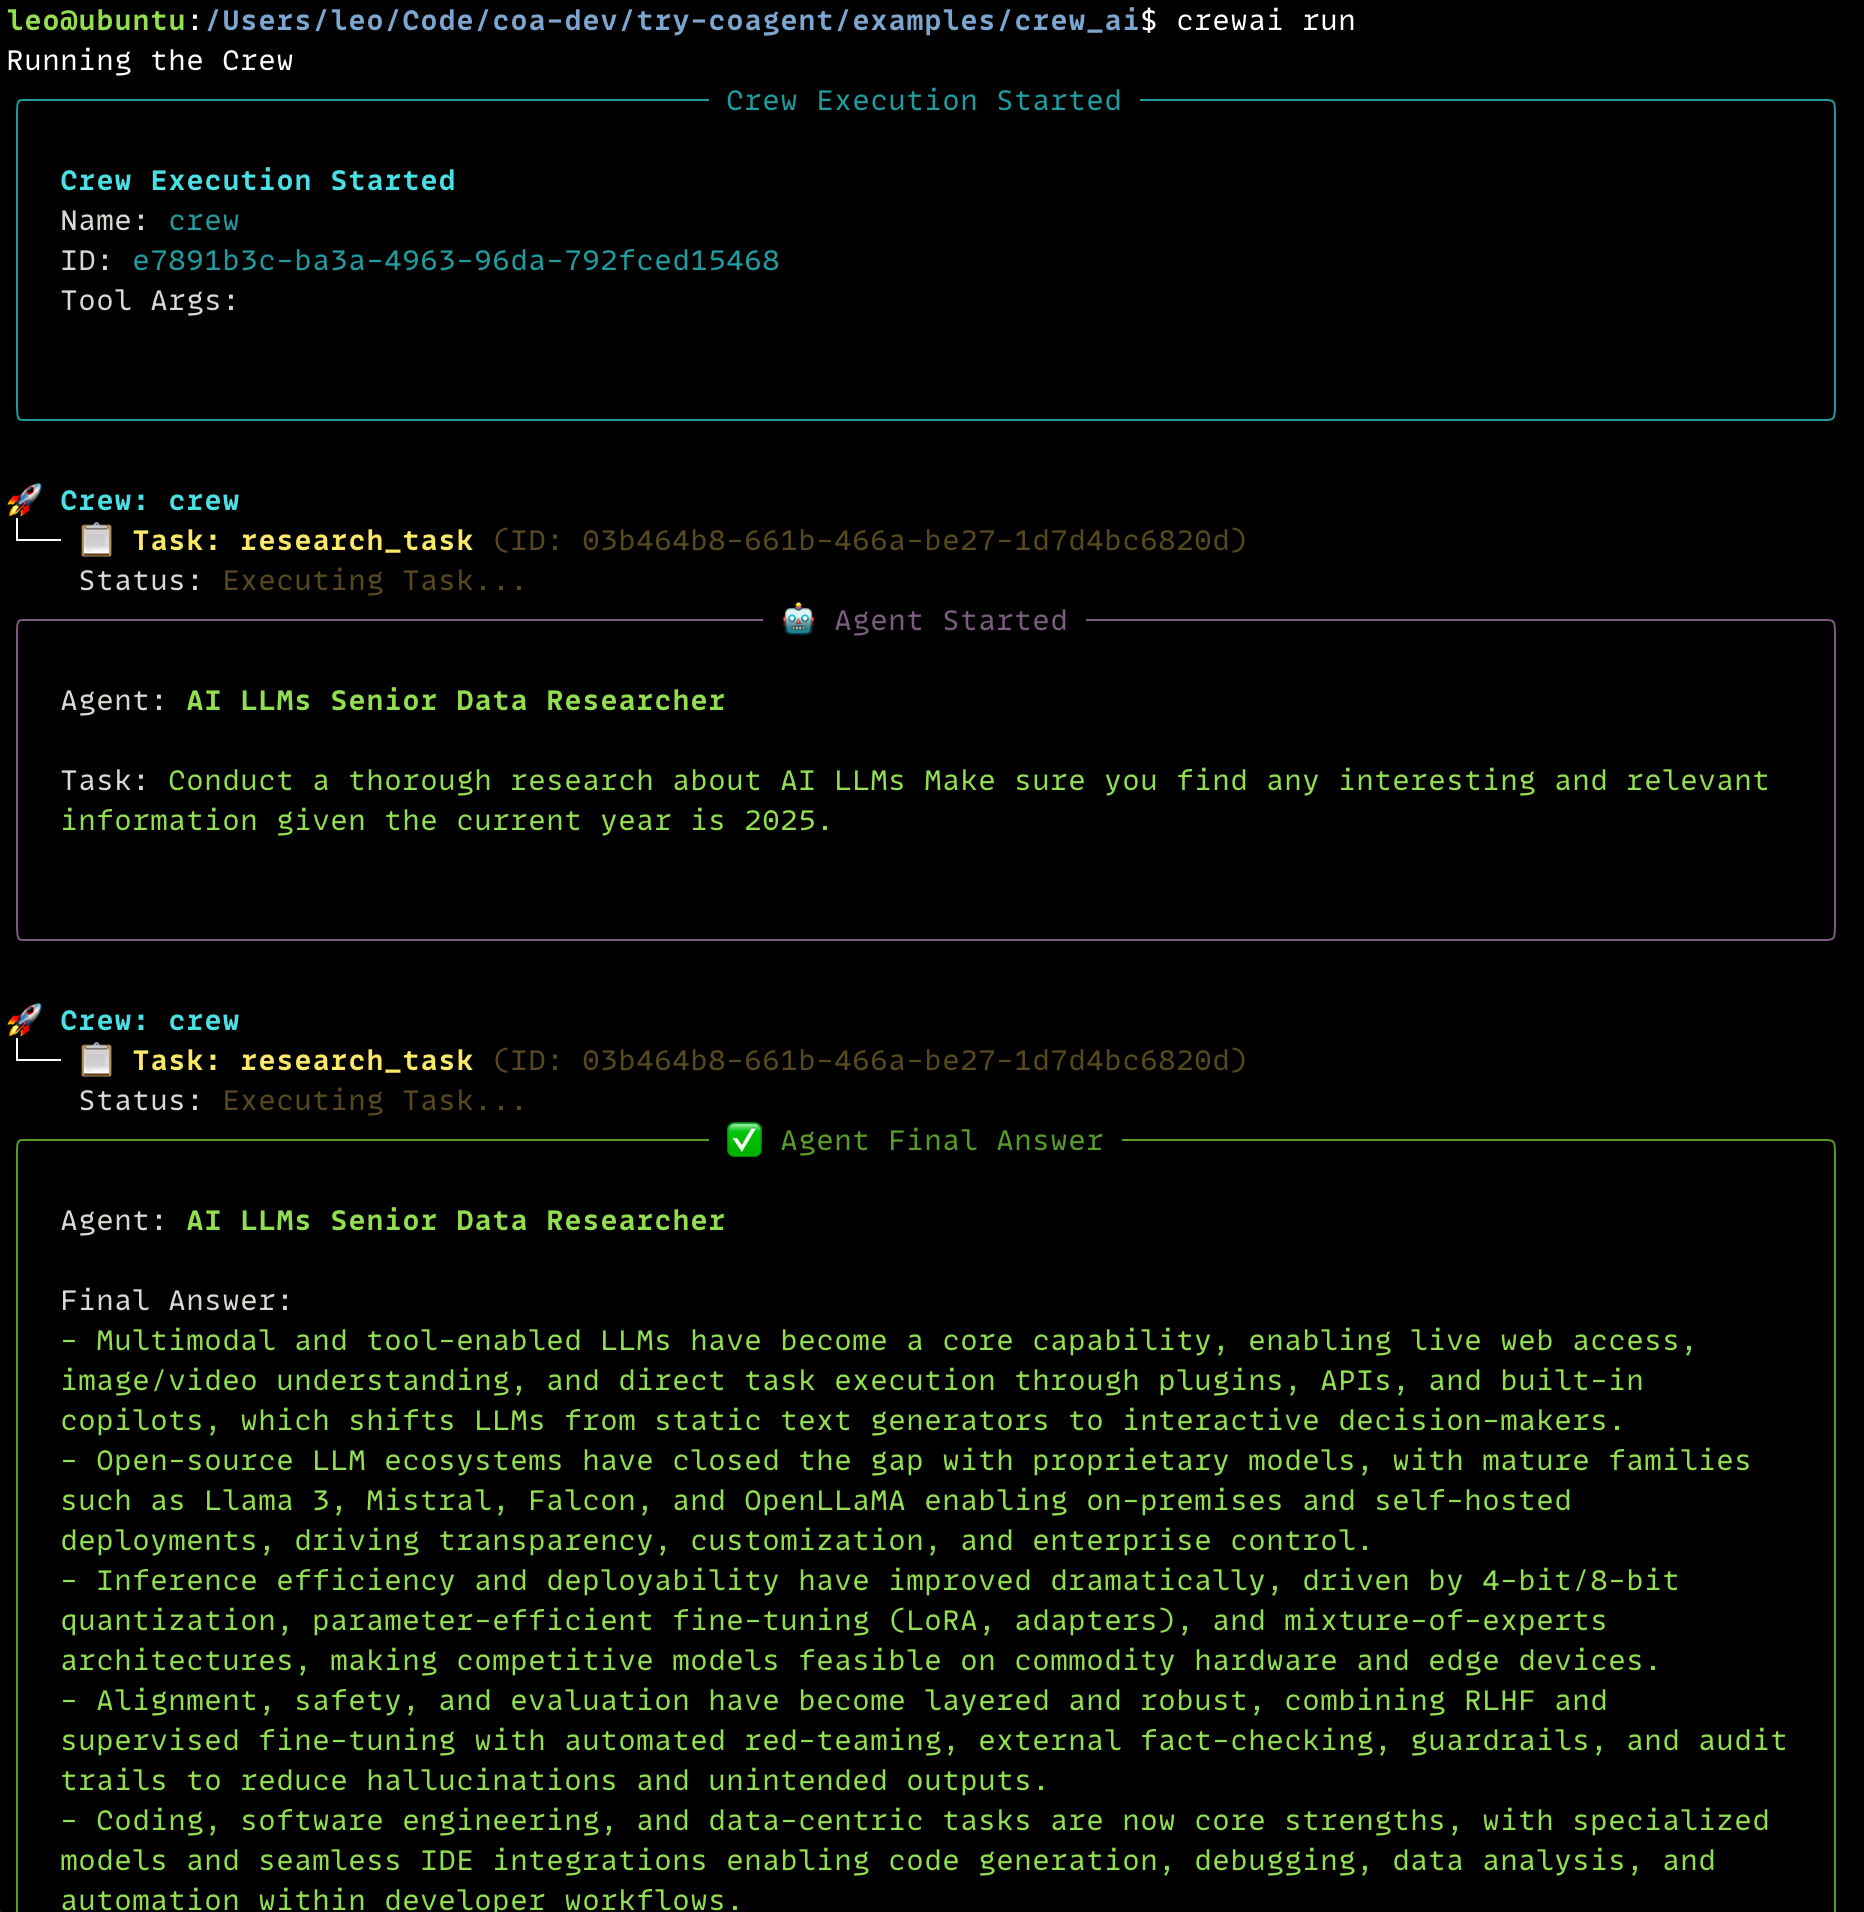 leo@ubuntu:/Users/leo/Code/coa-dev/try-coagent/examples/crew_ai$ crewai run
Running the Crew
Crew Execution Started
Crew Execution Started
Name: crew
ID: e7891b3c-ba3a-4963-96da-792fced15468
Tool Args:
Crew: crew
Task: research_task (ID: 03b464b8-661b-466a-be27-1d7d4bc6820d)
Status: Executing Task...
Agent Started
Agent: AI LLMs Senior Data Researcher
Task: Conduct a thorough research about AI LLMs Make sure you find any interesting and relevant
information given the current year is 2025.
Crew: crew
Task: research_task (ID: 03b464b8-661b-466a-be27-1d7d4bc6820d)
Status: Executing Task...
Agent Final Answer
Agent: AI LLMs Senior Data Researcher
Final Answer:
- Multimodal and tool-enabled LLMs have become a core capability, enabling live web access,
image/video understanding, and direct task execution through plugins, APIs, and built-in
copilots, which shifts LLMs from static text generators to interactive decision-makers.
- Open-source LLM ecosystems have closed the gap with proprietary models, with mature families
such as Llama 3, Mistral, Falcon, and OpenLLaMA enabling on-premises and self-hosted
deployments, driving transparency, customization, and enterprise control.
- Inference efficiency and deployability have improved dramatically, driven by 4-bit/8-bit
quantization, parameter-efficient fine-tuning (LoRA, adapters), and mixture-of-experts
architectures, making competitive models feasible on commodity hardware and edge devices.
- Alignment, safety, and evaluation have become layered and robust, combining RLHF and
supervised fine-tuning with automated red-teaming, external fact-checking, guardrails, and audit
trails to reduce hallucinations and unintended outputs.
- Coding, software engineering, and data-centric tasks are now core strengths, with specialized
models and seamless IDE integrations enabling code generation, debugging, data analysis, and
automation within developer workflows.